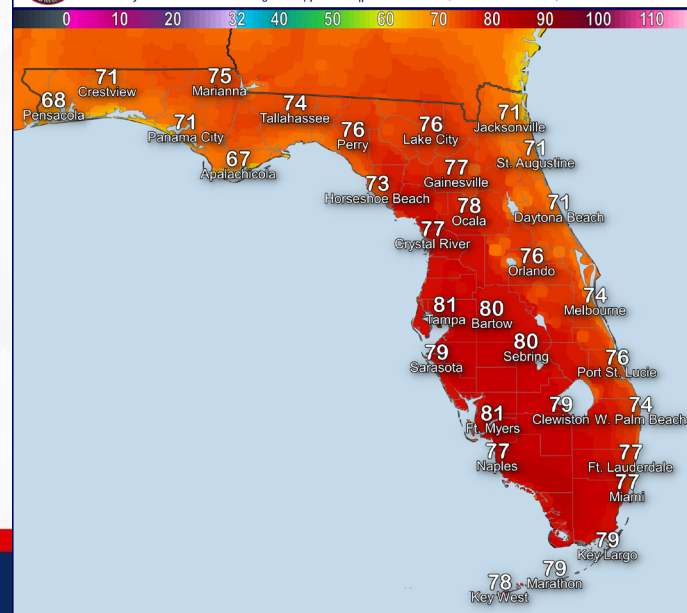 0 10 20 32 40 50 60 70 80 90 100 110
71
Crestview
75
Marianna
68
Pensacola
74
Tallahassee
71
Panama City
76
Perry
76
Lake City
71
Jacksonville
71
St. Augustine
67
Apalachicola
77
Gainesville
73
Horseshoe Beach
78
Ocala
71
Daytona Beach
77
Crystal River
76
Orlando
74
Melbourne
81
Tampa
80
Bartow
79
Sarasota
80
Sebring
76
Port St. Lucie
81
Ft. Myers
79
Clewiston
74
W. Palm Beach
77
Naples
77
Ft. Lauderdale
77
Miami
79
Key Largo
79
Marathon
78
Key West